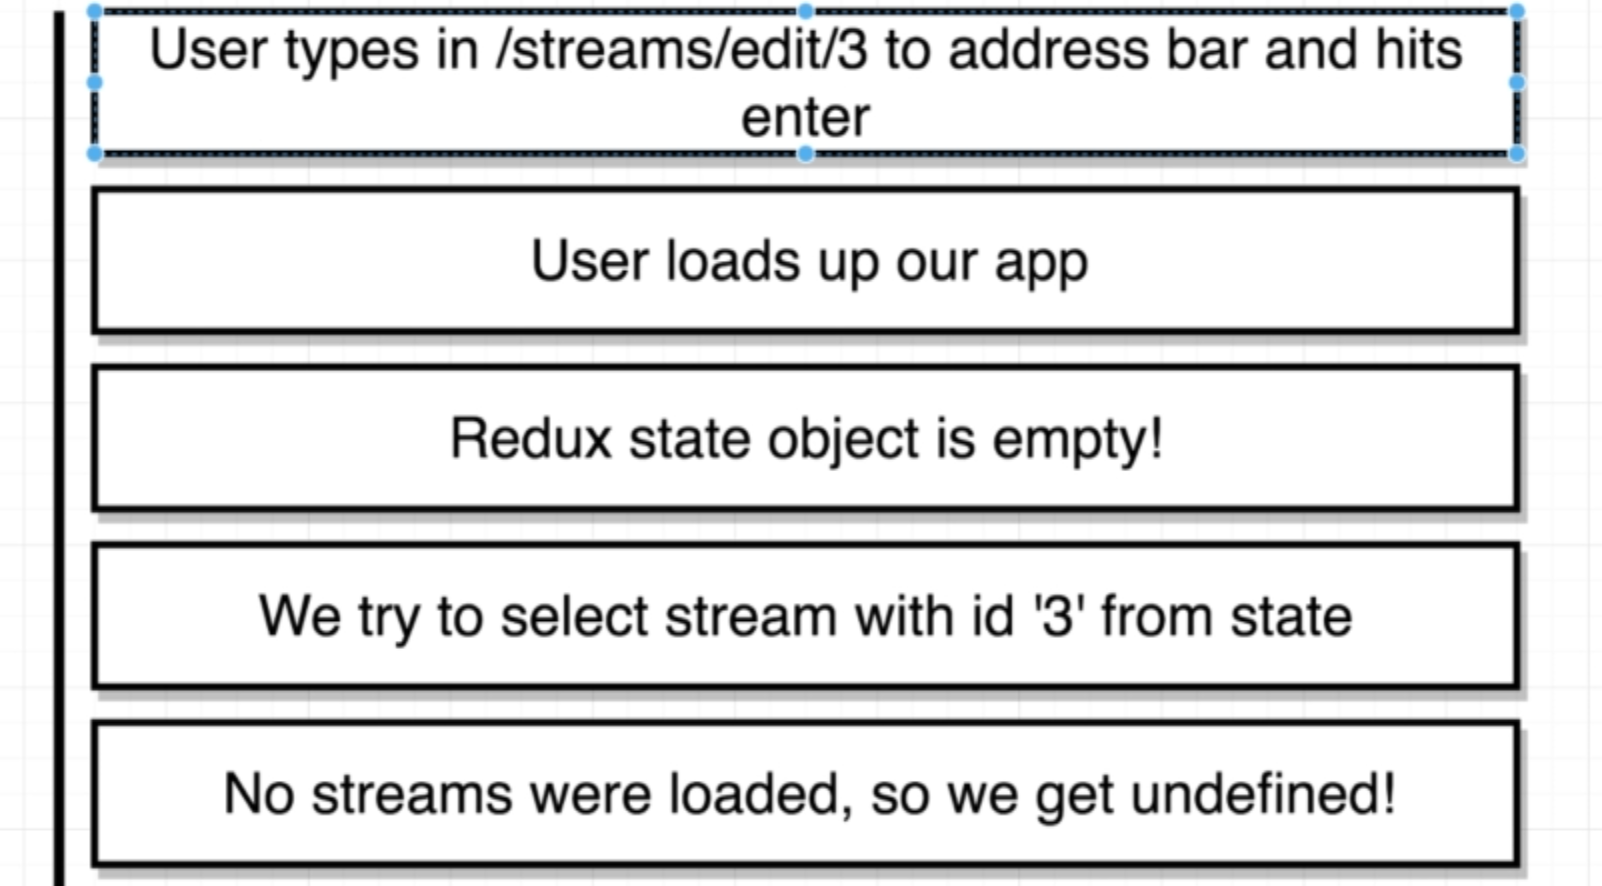 User types in /streams/edit/3 to address bar and hits
enter
User loads up our app
Redux state object is empty!
We try to select stream with id '3' from state
No streams were loaded, so we get undefined!